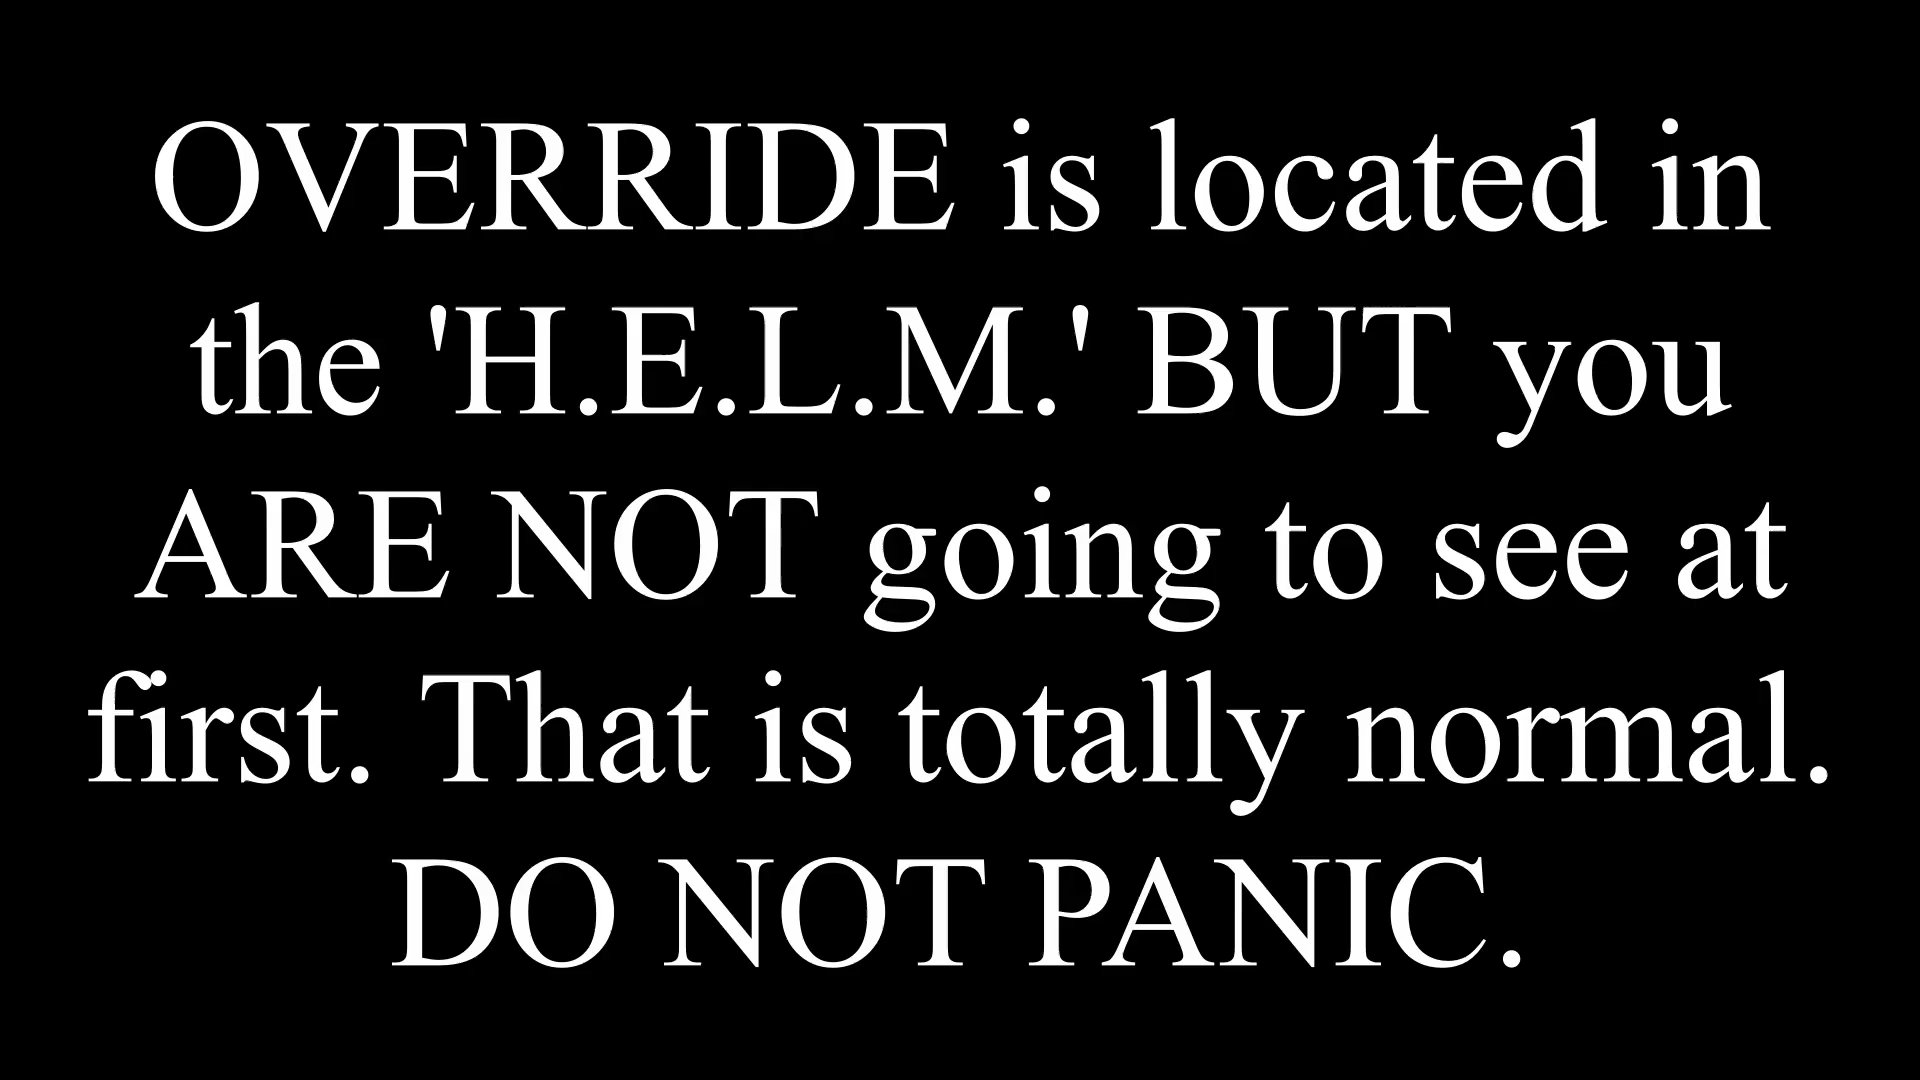 OVERRIDE is located in
the 'H.E.L.M.' BUT you
ARE NOT going to see at
first. That is totally normal.
DO NOT PANIC.